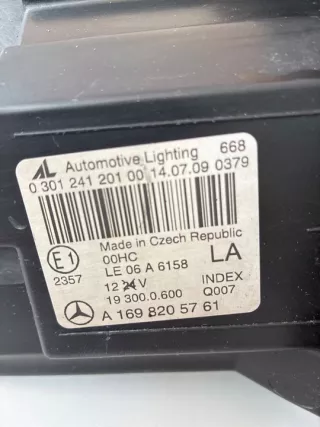 AL Automotive Lighting 668
0 301 241 201 00 14.07.09 0379
Made in Czech Republic
E1 00HC LA
2357 LE 06 A 6158
12 24 V INDEX
19 300.0.600 Q007
A 169 820 57 61